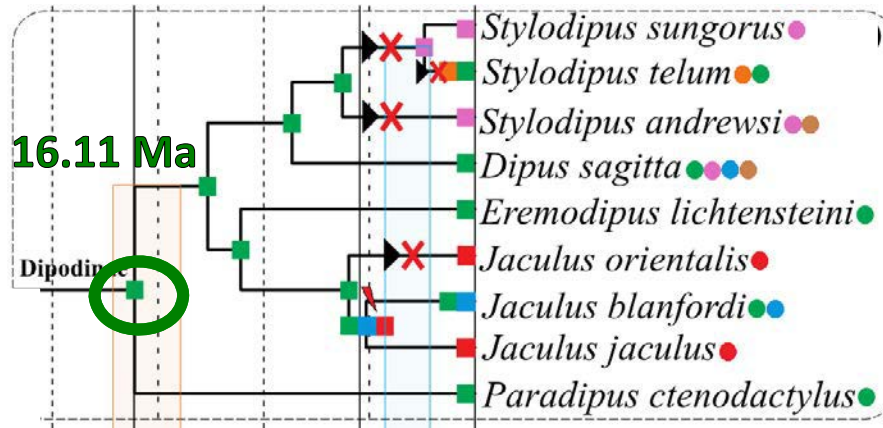 Stylodipus sungorus
Stylodipus telum
Stylodipus andrewsi
16.11 Ma
Dipus sagitta
Eremodipus lichtensteini
Jaculus orientalis
Jaculus blanfordi
Jaculus jaculus
Paradipus ctenodactylus